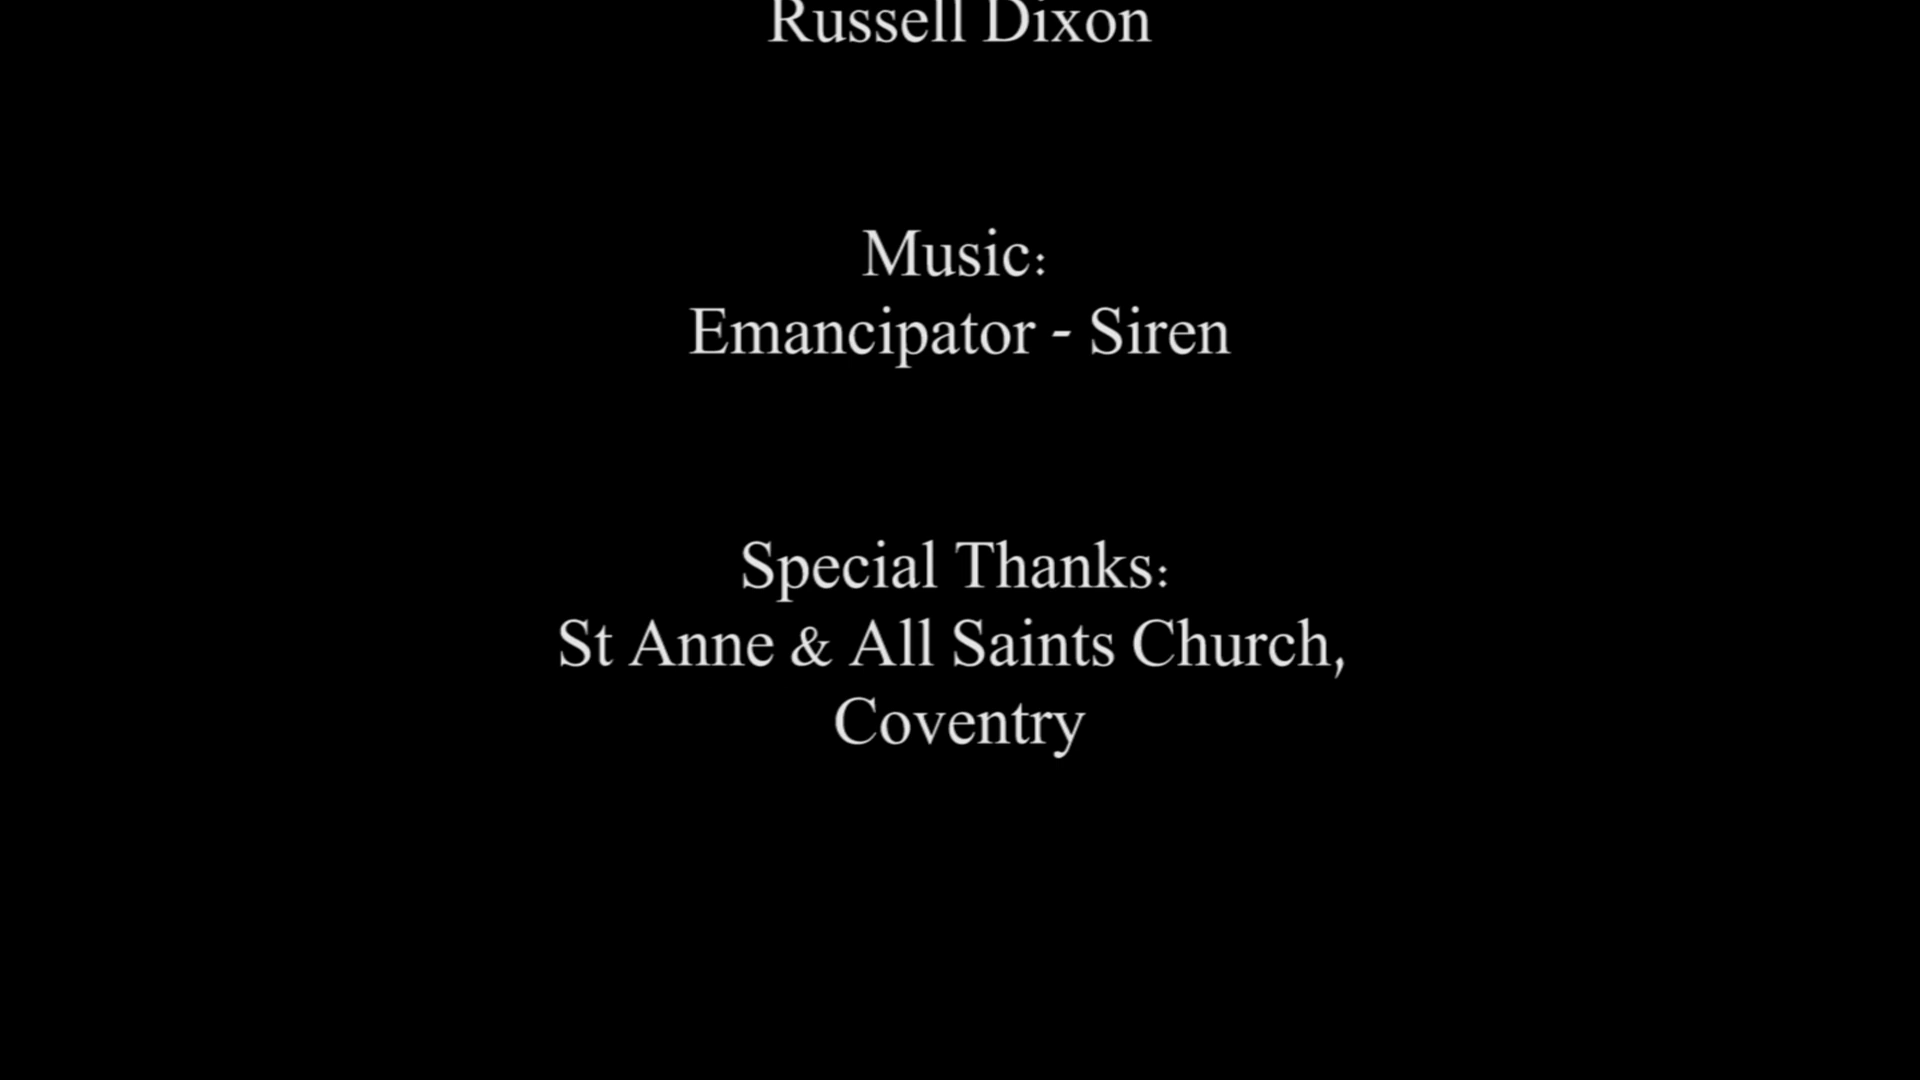 Russell Dixon
Music:
Emancipator - Siren
Special Thanks:
St Anne & All Saints Church,
Coventry